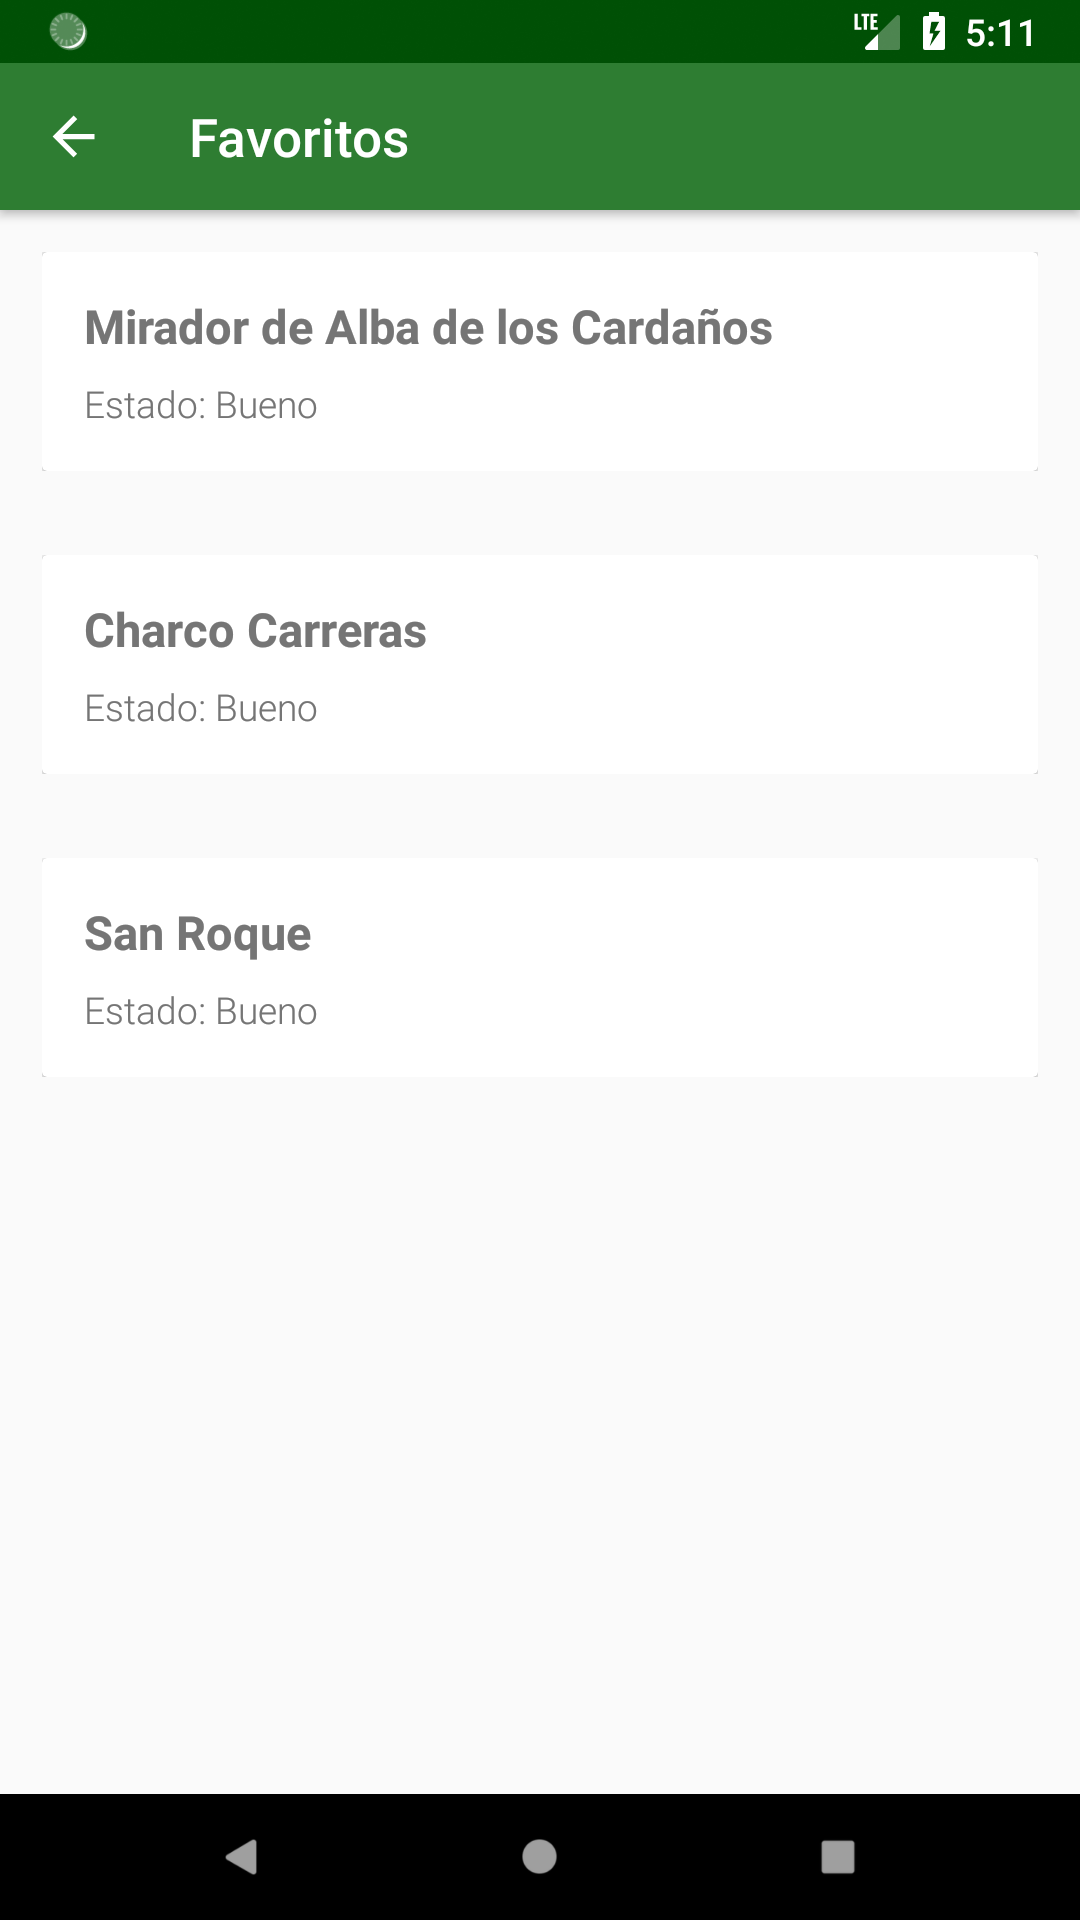 LTE 5:11
Favoritos
Mirador de Alba de los Cardaños
Estado: Bueno
Charco Carreras
Estado: Bueno
San Roque
Estado: Bueno